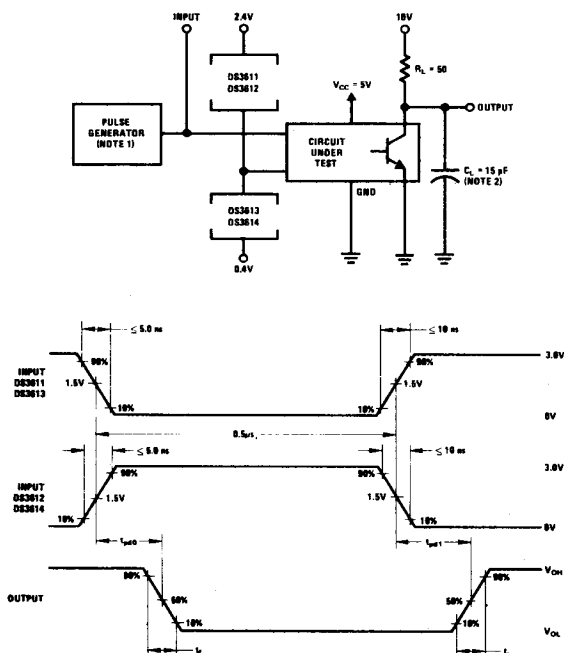 INPUT
2.4V
10V
DS3611
DS3612
RL = 50
VCC = 5V
OUTPUT
PULSE
GENERATOR
(NOTE 1)
CIRCUIT
UNDER
TEST
CL = 15 pF
(NOTE 2)
GND
DS3613
DS3614
0.4V
≤ 5.0 ns
≤ 10 ns
90%
90%
3.0V
INPUT
DS3611
DS3613
1.5V
1.5V
10%
10%
0V
0.5µs
≤ 5.0 ns
≤ 10 ns
90%
90%
3.0V
INPUT
DS3612
DS3614
1.5V
1.5V
10%
10%
0V
tpd0
tpd1
90%
90%
VOH
OUTPUT
50%
50%
10%
10%
VOL